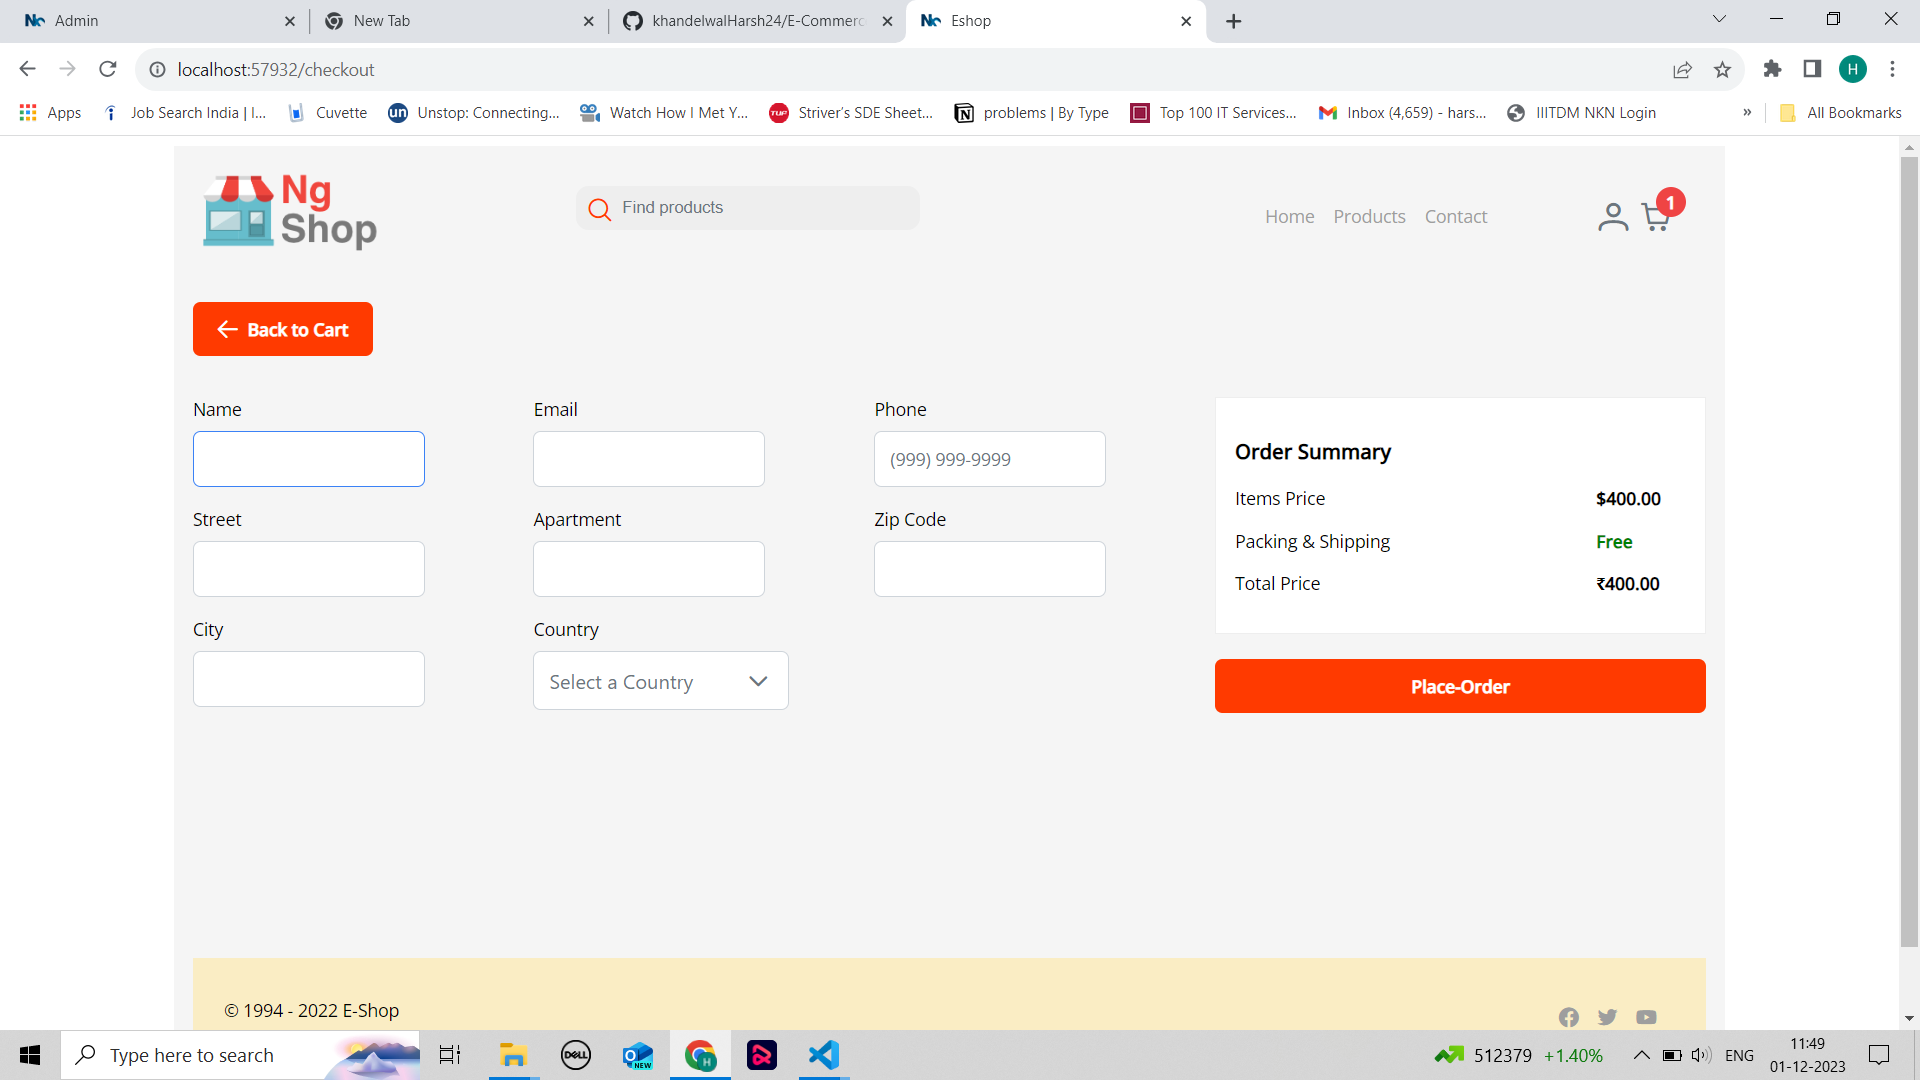 Admin
New Tab
khandelwalHarsh24/E-Commerc
Eshop
localhost:57932/checkout
H
Apps
Job Search India | I...
Cuvette
un
Unstop: Connecting...
Watch How I Met Y...
TUF
Striver's SDE Sheet...
problems | By Type
Top 100 IT Services...
Inbox (4,659) - hars...
IIITDM NKN Login
»
All Bookmarks
Ng
Shop
Find products
Home
Products
Contact
1
Back to Cart
Name
Email
Phone
(999) 999-9999
Street
Apartment
Zip Code
City
Country
Select a Country
Order Summary
Items Price
$400.00
Packing & Shipping
Free
Total Price
₹400.00
Place-Order
© 1994 - 2022 E-Shop
Type here to search
DELL
NEW
H
512379
+1.40%
ENG
11:49
01-12-2023